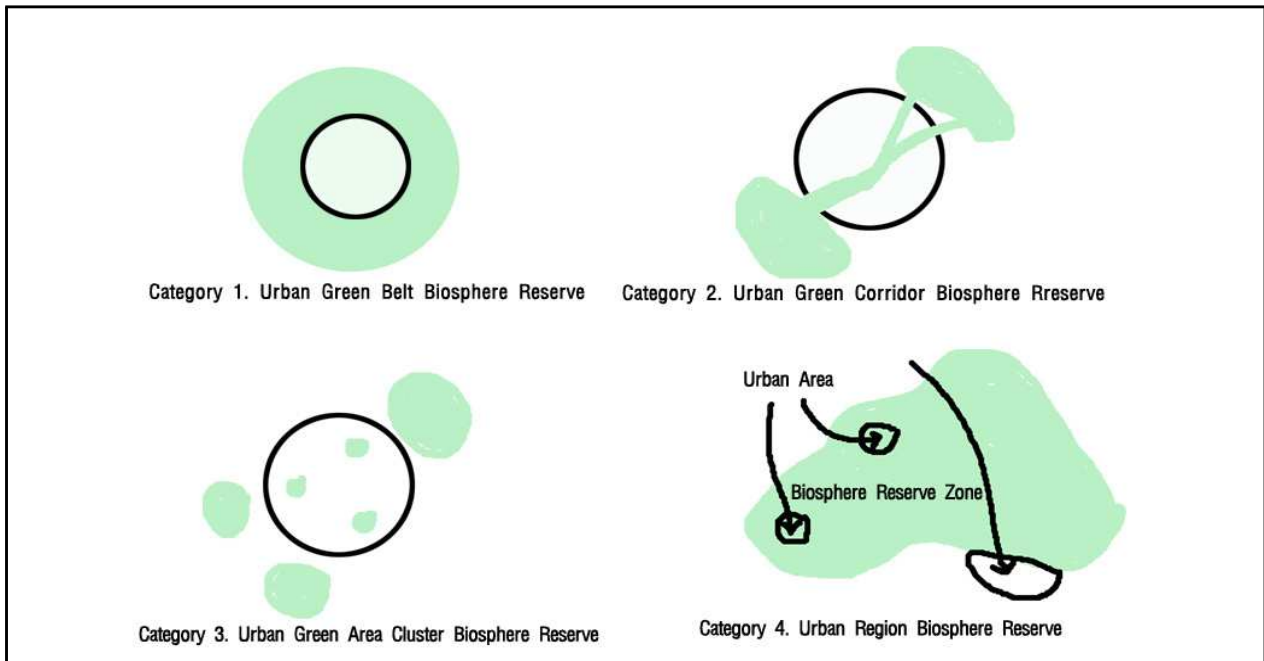 Category 1. Urban Green Belt Biosphere Reserve
Category 2. Urban Green Corridor Biosphere Rreserve
Urban Area
Biosphere Reserve Zone
Category 3. Urban Green Area Cluster Biosphere Reserve
Category 4. Urban Region Biosphere Reserve